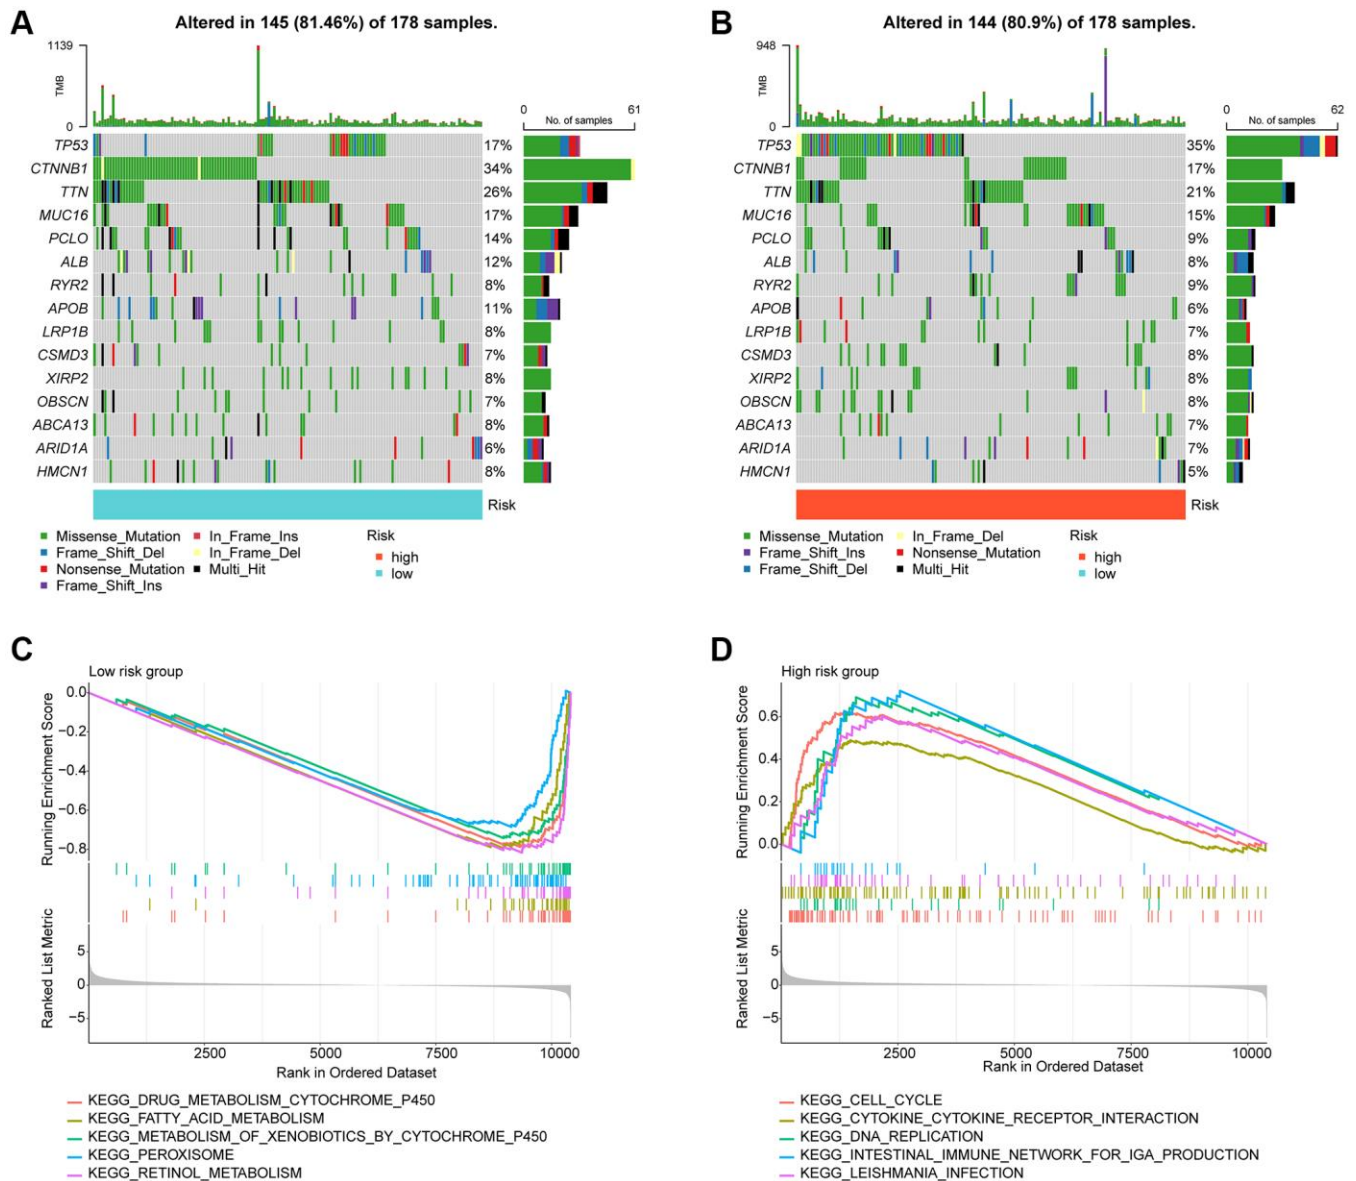 A
Altered in 145 (81.46%) of 178 samples.
1139
TMB
0
0 61
No. of samples
TP53 17%
CTNNB1 34%
TTN 26%
MUC16 17%
PCLO 14%
ALB 12%
RYR2 8%
APOB 11%
LRP1B 8%
CSMD3 7%
XIRP2 8%
OBSCN 7%
ABCA13 8%
ARID1A 6%
HMCN1 8%
Risk
Missense_Mutation
Frame_Shift_Del
Nonsense_Mutation
Frame_Shift_Ins
In_Frame_Ins
In_Frame_Del
Multi_Hit
Risk
high
low
B
Altered in 144 (80.9%) of 178 samples.
948
TMB
0
0 62
No. of samples
TP53 35%
CTNNB1 17%
TTN 21%
MUC16 15%
PCLO 9%
ALB 8%
RYR2 9%
APOB 6%
LRP1B 7%
CSMD3 8%
XIRP2 8%
OBSCN 8%
ABCA13 7%
ARID1A 7%
HMCN1 5%
Risk
Missense_Mutation
Frame_Shift_Ins
Frame_Shift_Del
In_Frame_Del
Nonsense_Mutation
Multi_Hit
Risk
high
low
C
Low risk group
Running Enrichment Score
0.0
−0.2
−0.4
−0.6
−0.8
Ranked List Metric
5
0
−5
2500 5000 7500 10000
Rank in Ordered Dataset
KEGG_DRUG_METABOLISM_CYTOCHROME_P450
KEGG_FATTY_ACID_METABOLISM
KEGG_METABOLISM_OF_XENOBIOTICS_BY_CYTOCHROME_P450
KEGG_PEROXISOME
KEGG_RETINOL_METABOLISM
D
High risk group
Running Enrichment Score
0.6
0.4
0.2
0.0
Ranked List Metric
5
0
−5
2500 5000 7500 10000
Rank in Ordered Dataset
KEGG_CELL_CYCLE
KEGG_CYTOKINE_CYTOKINE_RECEPTOR_INTERACTION
KEGG_DNA_REPLICATION
KEGG_INTESTINAL_IMMUNE_NETWORK_FOR_IGA_PRODUCTION
KEGG_LEISHMANIA_INFECTION